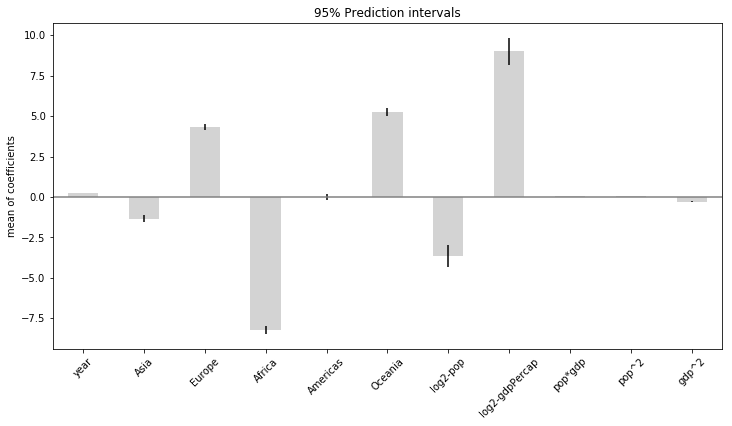 95% Prediction intervals
mean of coefficients
10.0
7.5
5.0
2.5
0.0
−2.5
−5.0
−7.5
year
Asia
Europe
Africa
Americas
Oceania
log2-pop
log2-gdpPercap
pop*gdp
pop^2
gdp^2